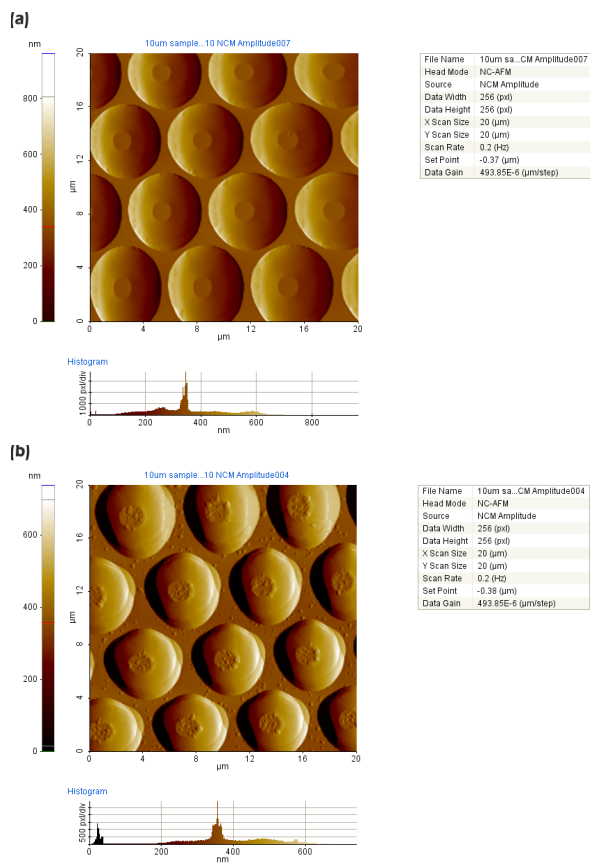 (a)
nm
10um sample...10 NCM Amplitude007
800
600
400
200
0
20
16
12
8
4
0
µm
0 4 8 12 16 20
µm
File Name 10um sa...CM Amplitude007
Head Mode NC-AFM
Source NCM Amplitude
Data Width 256 (pxl)
Data Height 256 (pxl)
X Scan Size 20 (µm)
Y Scan Size 20 (µm)
Scan Rate 0.2 (Hz)
Set Point -0.37 (µm)
Data Gain 493.85E-6 (µm/step)
Histogram
1000 pxl/div
0 200 400 600 800
nm
(b)
nm
10um sample...10 NCM Amplitude004
600
400
200
0
20
16
12
8
4
0
µm
0 4 8 12 16 20
µm
File Name 10um sa...CM Amplitude004
Head Mode NC-AFM
Source NCM Amplitude
Data Width 256 (pxl)
Data Height 256 (pxl)
X Scan Size 20 (µm)
Y Scan Size 20 (µm)
Scan Rate 0.2 (Hz)
Set Point -0.38 (µm)
Data Gain 493.85E-6 (µm/step)
Histogram
500 pxl/div
0 200 400 600
nm